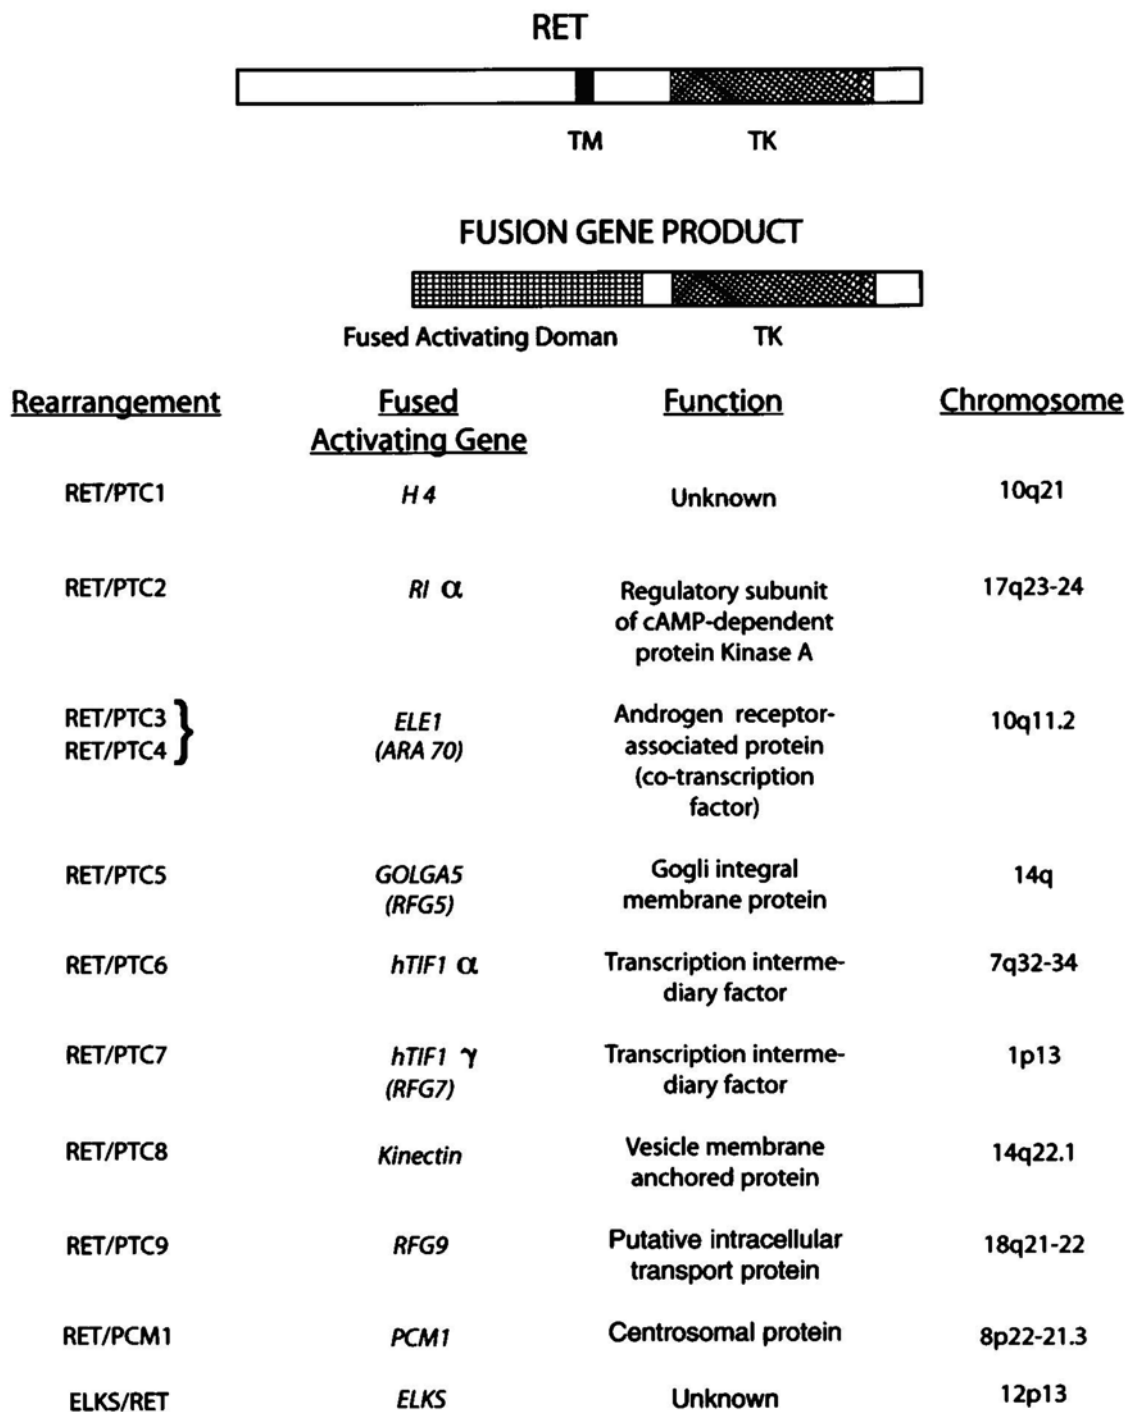 RET
TM TK
FUSION GENE PRODUCT
Fused Activating Doman TK
Rearrangement Fused Function Chromosome
Activating Gene
RET/PTC1 H4 Unknown 10q21
RET/PTC2 RI α Regulatory subunit 17q23-24
of cAMP-dependent
protein Kinase A
RET/PTC3 ELE1 Androgen receptor- 10q11.2
RET/PTC4 } (ARA 70) associated protein
(co-transcription
factor)
RET/PTC5 GOLGA5 Gogli integral 14q
(RFG5) membrane protein
RET/PTC6 hTIF1 α Transcription interme- 7q32-34
diary factor
RET/PTC7 hTIF1 γ Transcription interme- 1p13
(RFG7) diary factor
RET/PTC8 Kinectin Vesicle membrane 14q22.1
anchored protein
RET/PTC9 RFG9 Putative intracellular 18q21-22
transport protein
RET/PCM1 PCM1 Centrosomal protein 8p22-21.3
ELKS/RET ELKS Unknown 12p13